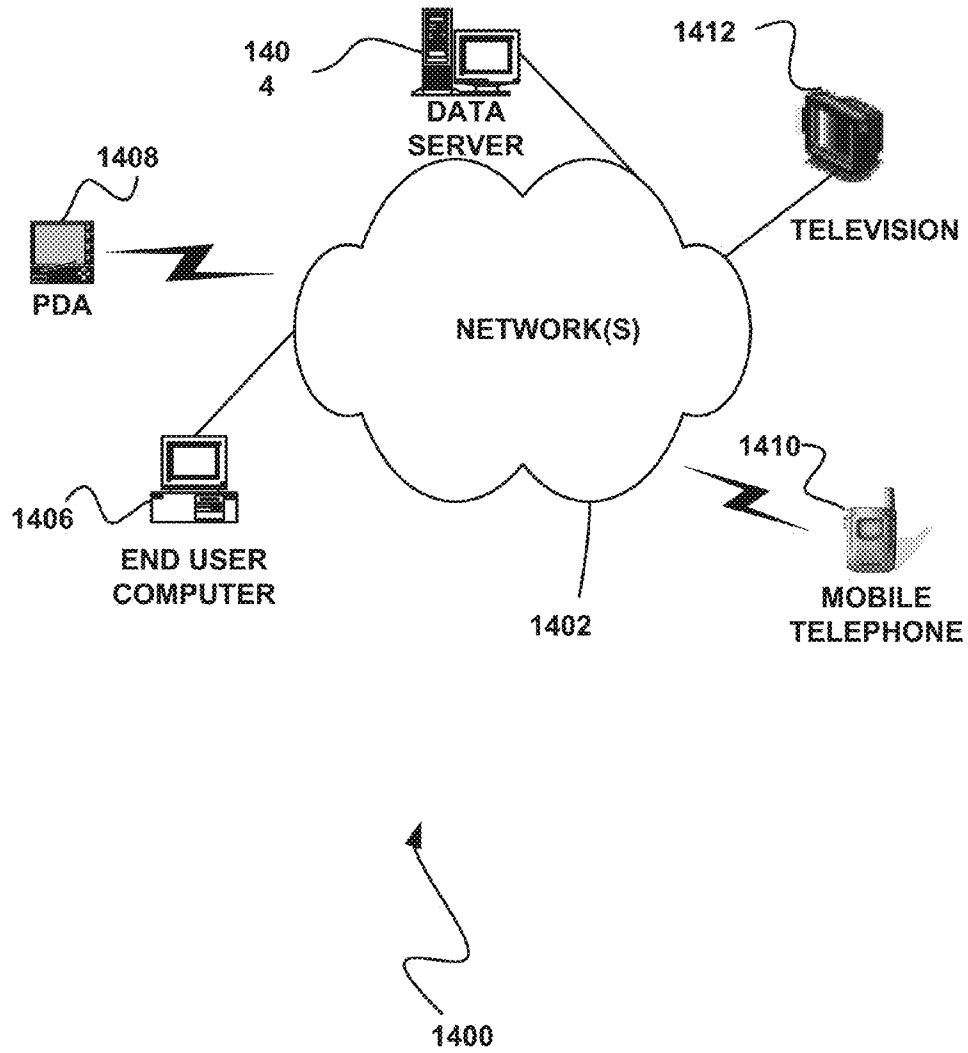 140
4
DATA
SERVER
1412
TELEVISION
1408
PDA
NETWORK(S)
1406
END USER
COMPUTER
1410
MOBILE
TELEPHONE
1402
1400